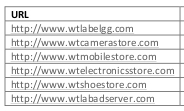 URL
http://www.wtlabelgg.com
http://www.wtcamerastore.com
http://www.wtmobilestore.com
http://www.wtelectronicsstore.com
http://www.wtshoestore.com
http://www.wtlabadserver.com